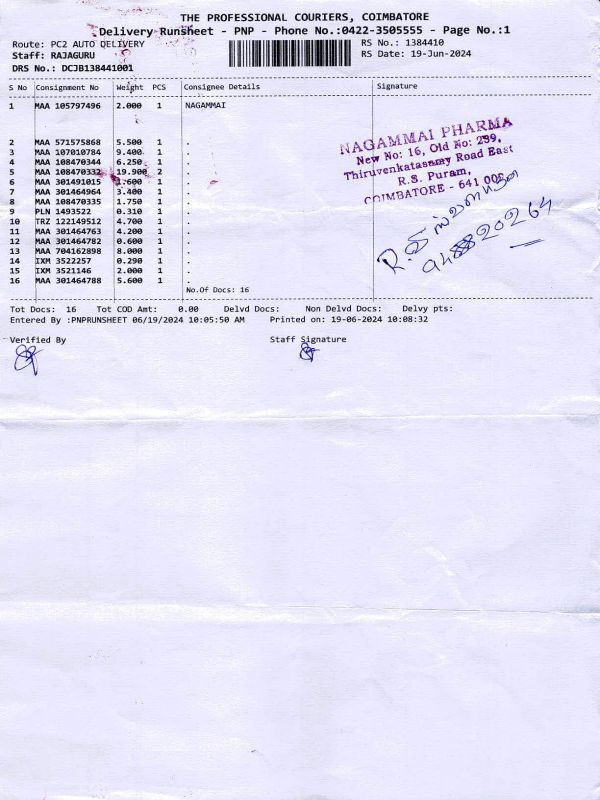 THE PROFESSIONAL COURIERS, COIMBATORE
Delivery Runsheet - PNP - Phone No.:0422-3505555 - Page No.:1
Route: PC2 AUTO DELIVERY RS No.: 1384410
Staff: RAJAGURU RS Date: 19-Jun-2024
DRS No.: DCJB138441001
S No Consignment No Weight PCS Consignee Details Signature
1 MAA 105797496 2.000 1 NAGAMMAI
NAGAMMAI PHARMA
New No: 16, Old No: 299,
Thiruvenkatasamy Road East
R.S. Puram,
COIMBATORE - 641 002
2 MAA 571575868 5.500 1 .
3 MAA 107010784 9.400 1 .
4 MAA 108470344 6.250 1 .
5 MAA 108470332 19.900 2 .
6 MAA 301491015 1.600 1 .
7 MAA 301464964 3.400 1 .
8 MAA 108470335 1.750 1 .
9 PLN 1493522 0.310 1 .
10 TRZ 122149512 4.700 1 .
11 MAA 301464763 4.200 1 .
12 MAA 301464782 0.600 1 .
13 MAA 704162898 8.000 1 .
14 IXM 3522257 0.290 1 .
15 IXM 3521146 2.000 1 .
16 MAA 301464788 5.600 1 .
No.Of Docs: 16
Tot Docs: 16 Tot COD Amt: 0.00 Delvd Docs: Non Delvd Docs: Delvy pts:
Entered By :PNPRUNSHEET 06/19/2024 10:05:50 AM Printed on: 19-06-2024 10:08:32
Verified By Staff Signature